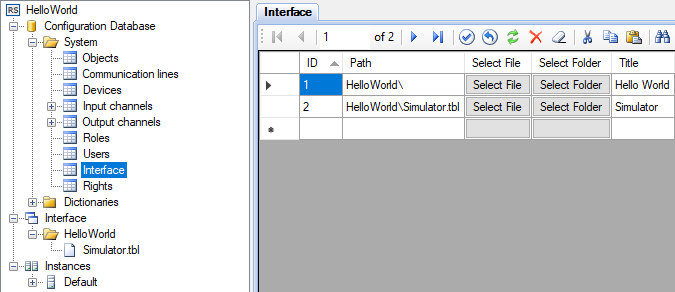 RS HelloWorld
Configuration Database
System
Objects
Communication lines
Devices
Input channels
Output channels
Roles
Users
Interface
Rights
Dictionaries
Interface
HelloWorld
Simulator.tbl
Instances
Default
Interface
1 of 2
ID Path Select File Select Folder Title
1 HelloWorld\ Select File Select Folder Hello World
2 HelloWorld\Simulator.tbl Select File Select Folder Simulator